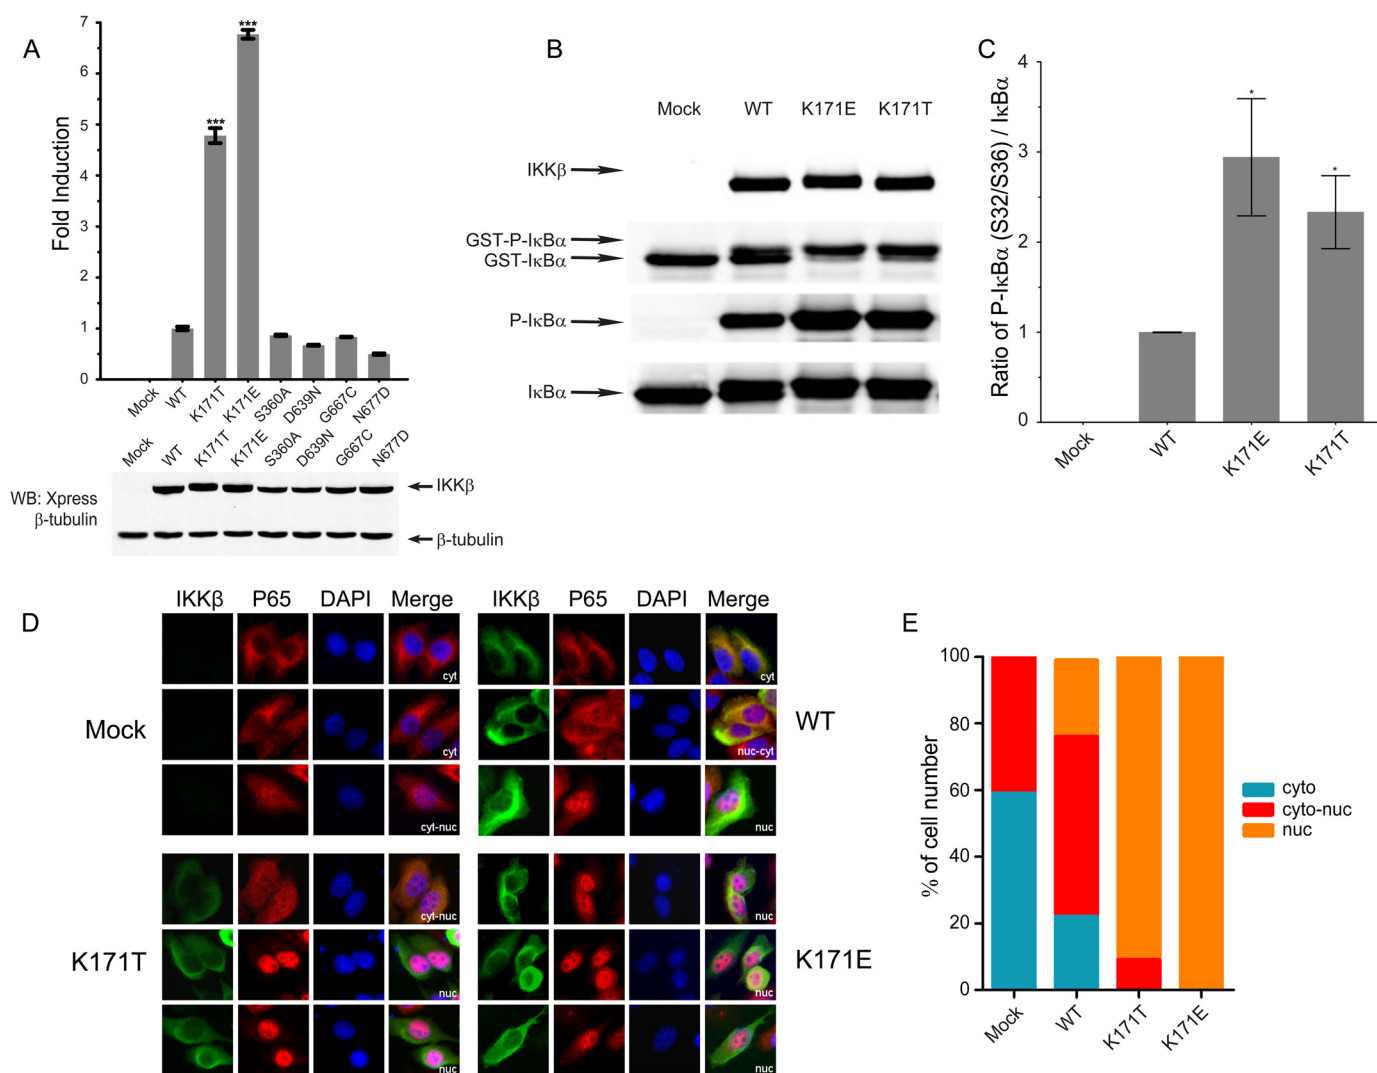 A
7
6
5
4
3
2
1
0
Fold Induction
***
***
Mock
WT
K171T
K171E
S360A
D639N
G667C
N677D
Mock
WT
K171T
K171E
S360A
D639N
G667C
N677D
WB: Xpress
β-tubulin
IKKβ
β-tubulin
B
Mock WT K171E K171T
IKKβ
GST-P-IκBα
GST-IκBα
P-IκBα
IκBα
C
4
3
2
1
0
Ratio of P-IκBα (S32/S36) / IκBα
*
*
Mock
WT
K171E
K171T
D
IKKβ P65 DAPI Merge
IKKβ P65 DAPI Merge
Mock
cyt
cyt
cyt-nuc
WT
cyt
nuc-cyt
nuc
K171T
cyt-nuc
nuc
nuc
K171E
nuc
nuc
nuc
E
100
80
60
40
20
0
% of cell number
Mock
WT
K171T
K171E
cyto
cyto-nuc
nuc